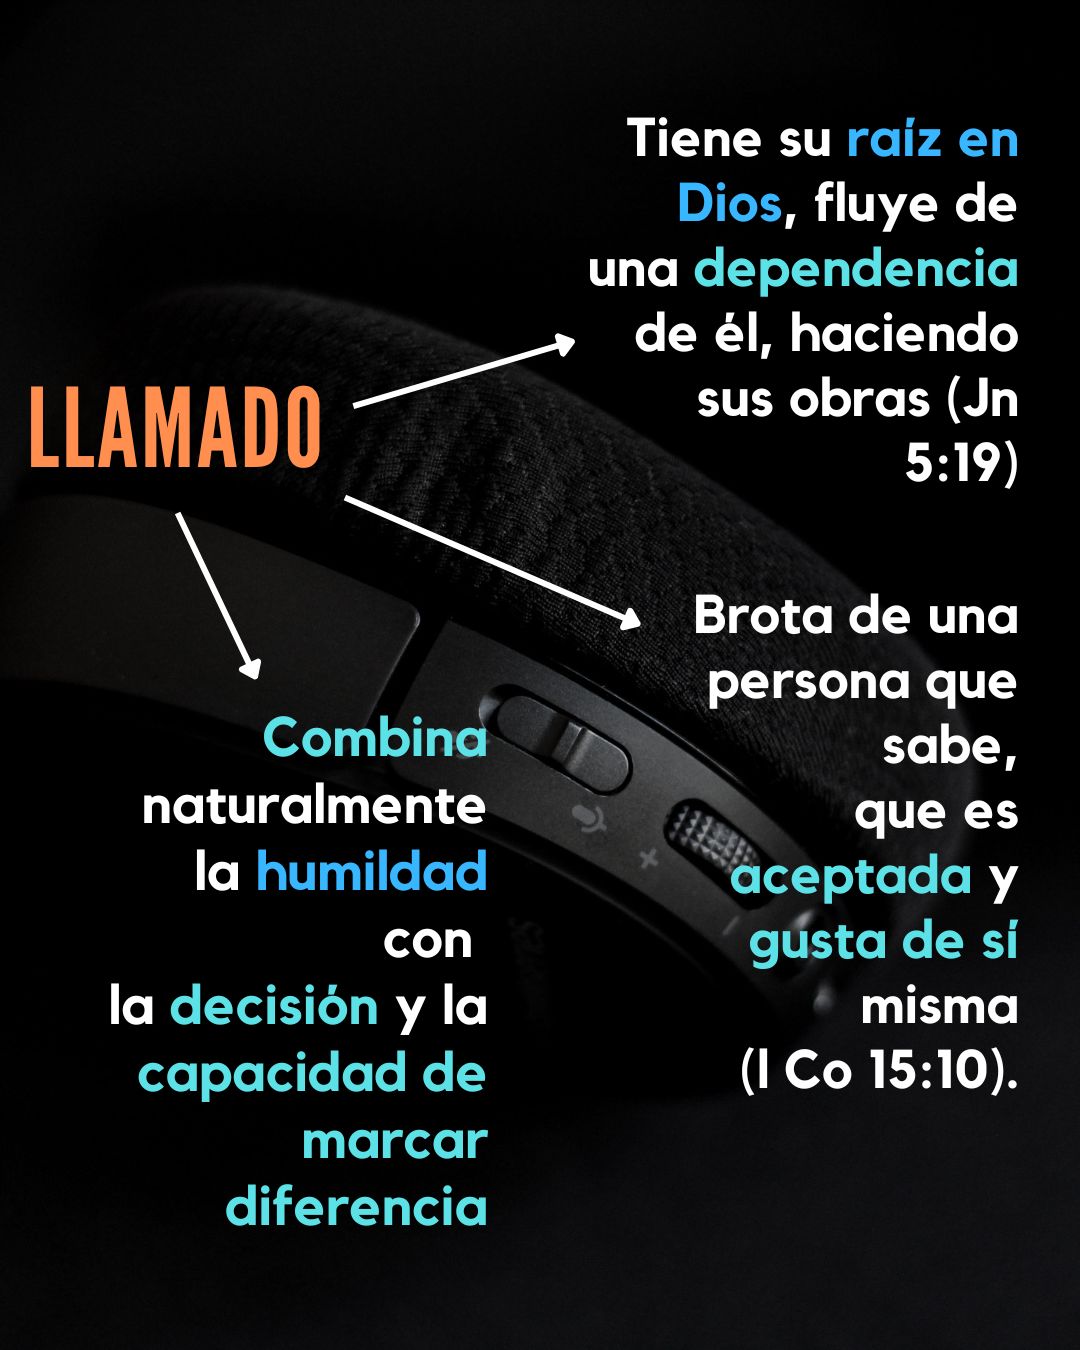 LLAMADO
Tiene su raíz en
Dios, fluye de
una dependencia
de él, haciendo
sus obras (Jn
5:19)
Brota de una
persona que
sabe,
que es
aceptada y
gusta de sí
misma
(I Co 15:10).
Combina
naturalmente
la humildad
con
la decisión y la
capacidad de
marcar
diferencia